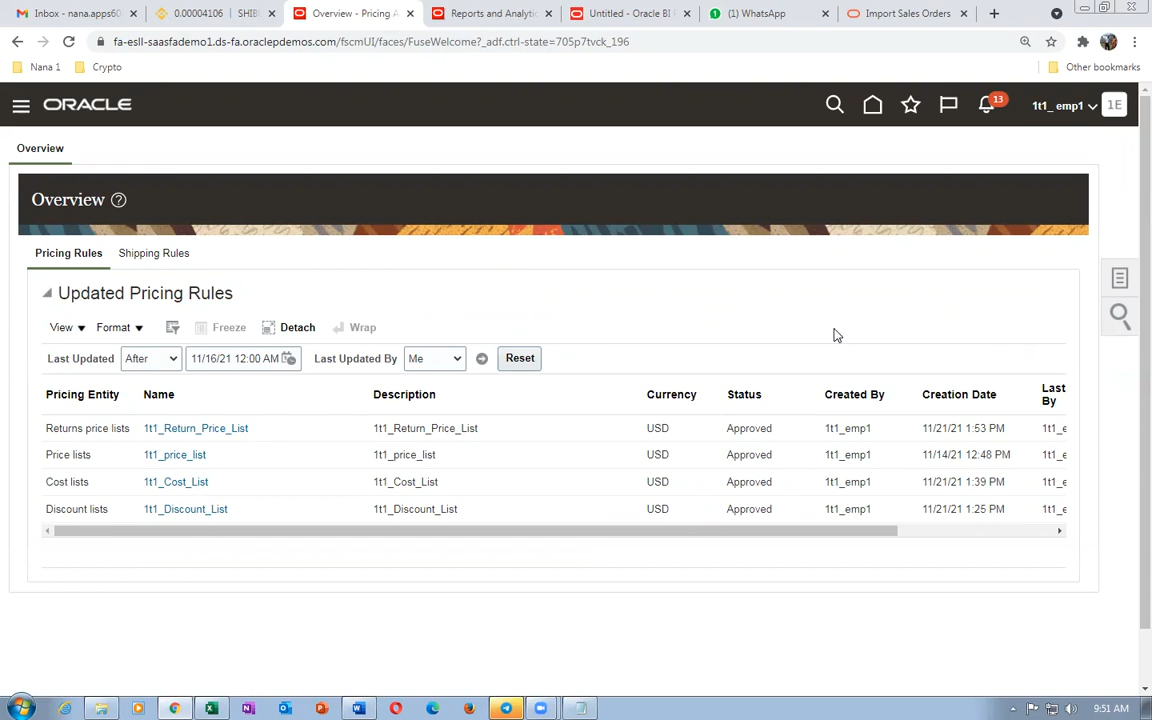 Inbox - nana.apps60
0.00004106 | SHIB
Overview - Pricing A
Reports and Analytic
Untitled - Oracle BI
(1) WhatsApp
Import Sales Orders
fa-esll-saasfademo1.ds-fa.oraclepdemos.com/fscmUI/faces/FuseWelcome?_adf.ctrl-state=705p7tvck_196
Nana 1
Crypto
Other bookmarks
ORACLE
13
1t1_ emp1
1E
Overview
Overview
Pricing Rules
Shipping Rules
Updated Pricing Rules
View
Format
Freeze
Detach
Wrap
Last Updated
After
11/16/21 12:00 AM
Last Updated By
Me
Reset
Pricing Entity Name Description Currency Status Created By Creation Date Last By
Returns price lists 1t1_Return_Price_List 1t1_Return_Price_List USD Approved 1t1_emp1 11/21/21 1:53 PM 1t1_e
Price lists 1t1_price_list 1t1_price_list USD Approved 1t1_emp1 11/14/21 12:48 PM 1t1_e
Cost lists 1t1_Cost_List 1t1_Cost_List USD Approved 1t1_emp1 11/21/21 1:39 PM 1t1_e
Discount lists 1t1_Discount_List 1t1_Discount_List USD Approved 1t1_emp1 11/21/21 1:25 PM 1t1_e
9:51 AM